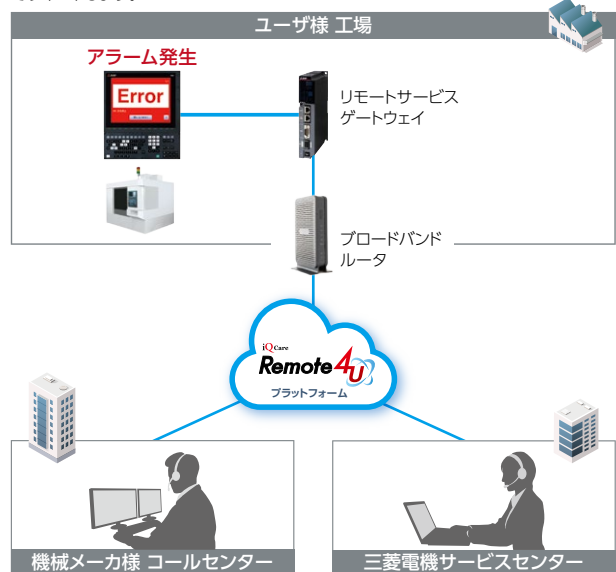 ユーザ様 工場
アラーム発生
Error
リモートサービス
ゲートウェイ
ブロードバンド
ルータ
iQ Care
Remote4U
プラットフォーム
機械メーカ様 コールセンター
三菱電機サービスセンター